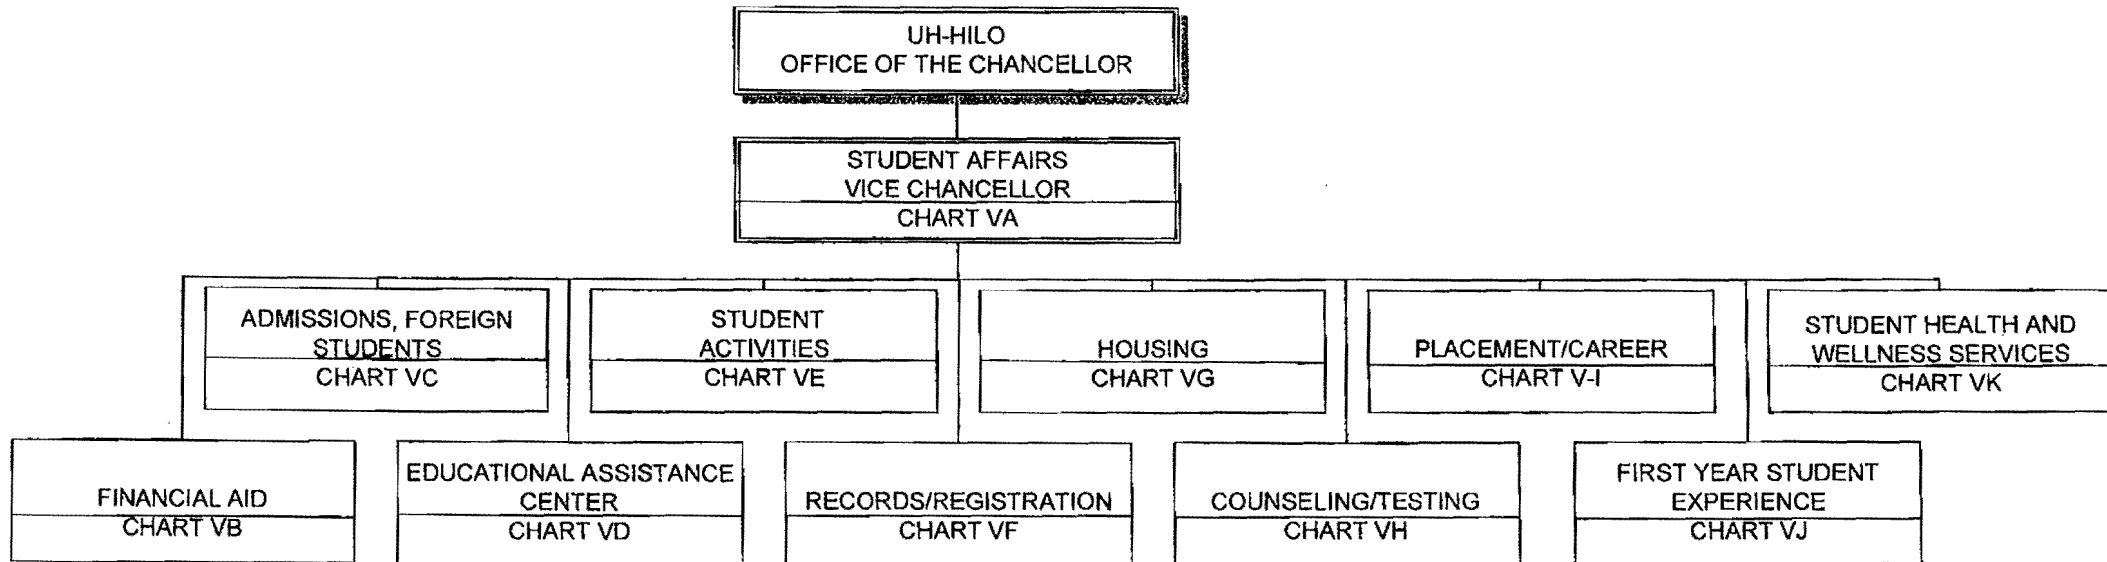 UH-HILO
OFFICE OF THE CHANCELLOR
STUDENT AFFAIRS
VICE CHANCELLOR
CHART VA
ADMISSIONS, FOREIGN
STUDENTS
CHART VC
STUDENT
ACTIVITIES
CHART VE
HOUSING
CHART VG
PLACEMENT/CAREER
CHART V-I
STUDENT HEALTH AND
WELLNESS SERVICES
CHART VK
FINANCIAL AID
CHART VB
EDUCATIONAL ASSISTANCE
CENTER
CHART VD
RECORDS/REGISTRATION
CHART VF
COUNSELING/TESTING
CHART VH
FIRST YEAR STUDENT
EXPERIENCE
CHART VJ